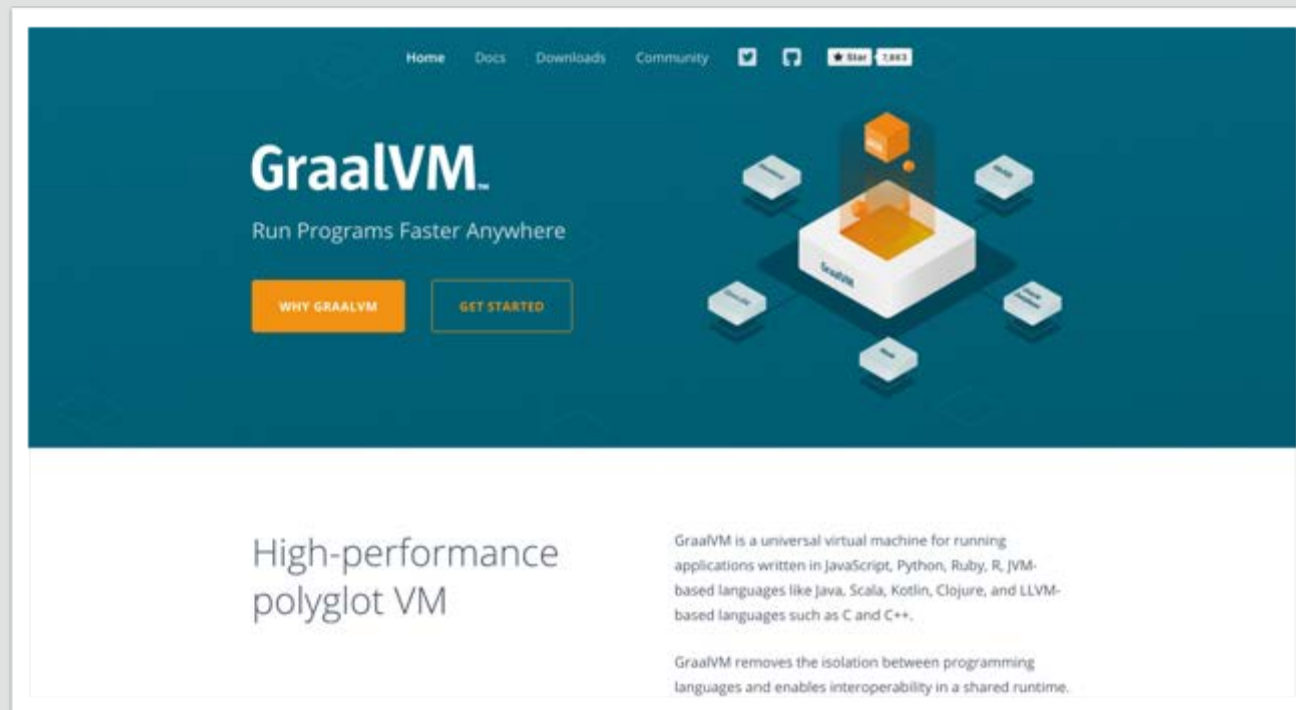 Home Docs Downloads Community Star 7,883
GraalVM™
Run Programs Faster Anywhere
WHY GRAALVM GET STARTED
GraalVM
High-performance
polyglot VM
GraalVM is a universal virtual machine for running
applications written in JavaScript, Python, Ruby, R, JVM-
based languages like Java, Scala, Kotlin, Clojure, and LLVM-
based languages such as C and C++.
GraalVM removes the isolation between programming
languages and enables interoperability in a shared runtime.